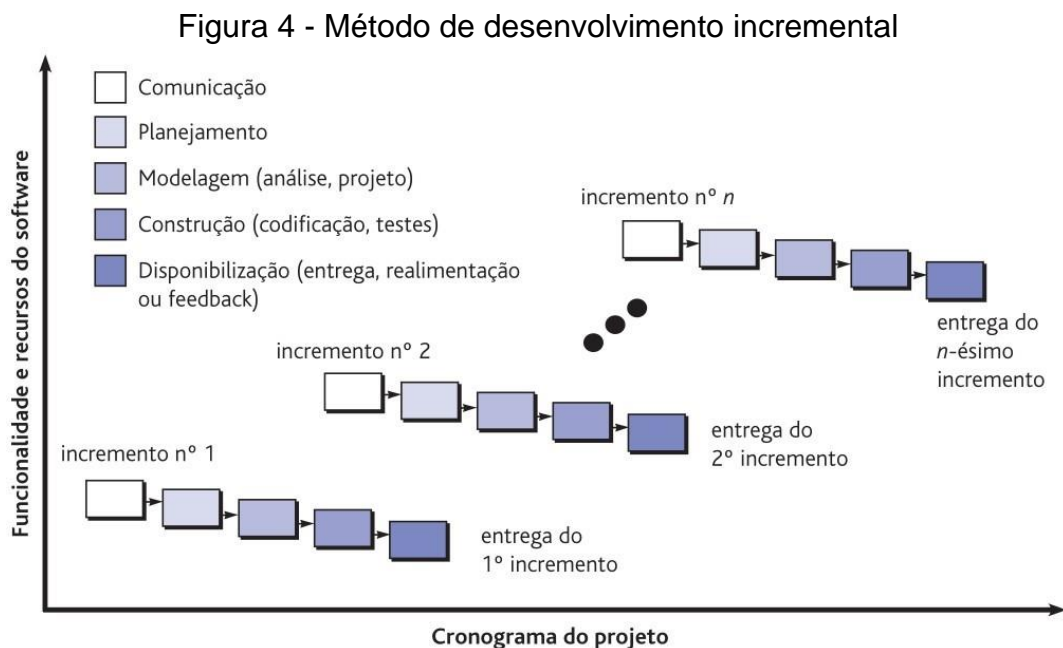 Figura 4 - Método de desenvolvimento incremental
Funcionalidade e recursos do software
Comunicação
Planejamento
Modelagem (análise, projeto)
Construção (codificação, testes)
Disponibilização (entrega, realimentação
ou feedback)
incremento nº n
entrega do
n-ésimo
incremento
incremento nº 2
entrega do
2º incremento
incremento nº 1
entrega do
1º incremento
Cronograma do projeto